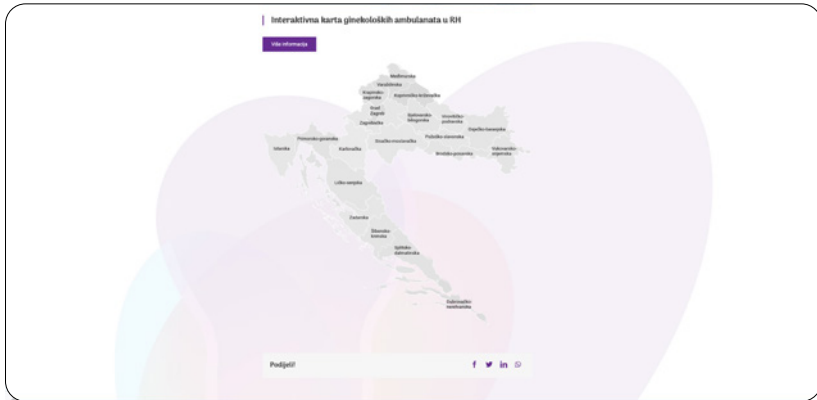 Interaktivna karta ginekoloških ambulanata u RH
Više informacija
Međimurska
Varaždinska
Krapinsko-
zagorska
Koprivničko-križevačka
Grad
Zagreb
Zagrebačka
Bjelovarsko-
bilogorska
Virovitičko-
podravska
Osječko-baranjska
Primorsko-goranska
Istarska
Karlovačka
Sisačko-moslavačka
Požeško-slavonska
Brodsko-posavska
Vukovarsko-
srijemska
Ličko-senjska
Zadarska
Šibensko-
kninska
Splitsko-
dalmatinska
Dubrovačko-
neretvanska
Podijeli!